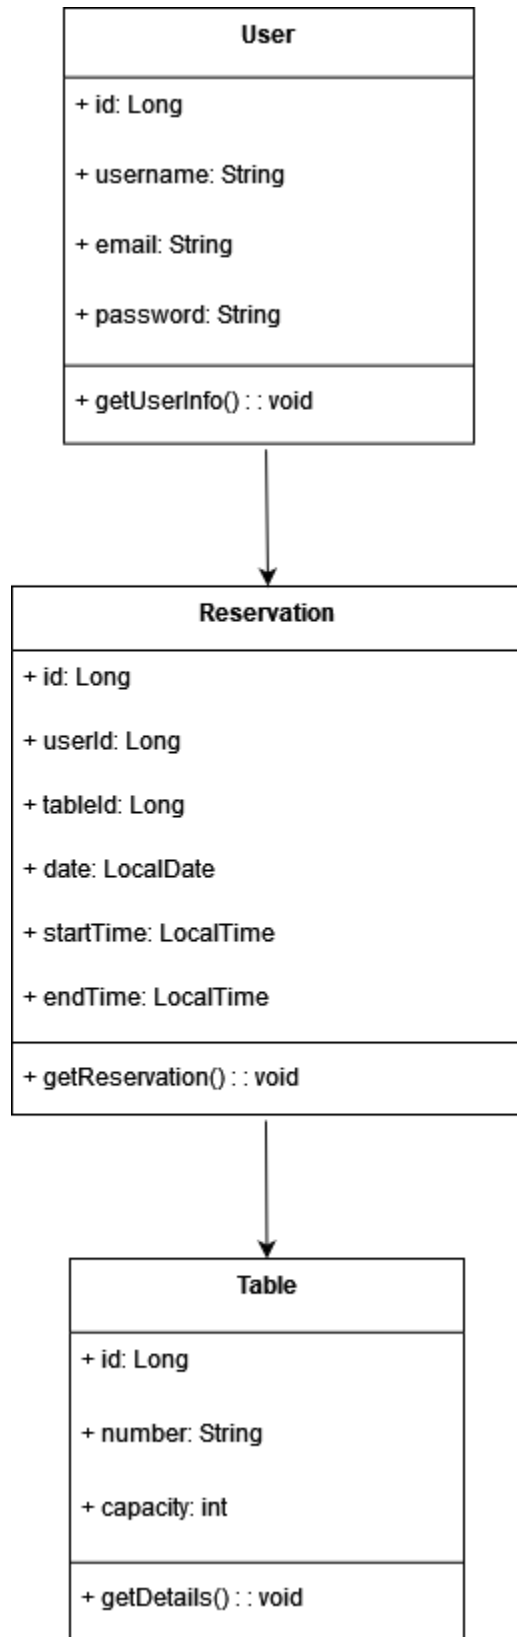 User
+ id: Long
+ username: String
+ email: String
+ password: String
+ getUserInfo() : : void
Reservation
+ id: Long
+ userId: Long
+ tableId: Long
+ date: LocalDate
+ startTime: LocalTime
+ endTime: LocalTime
+ getReservation() : : void
Table
+ id: Long
+ number: String
+ capacity: int
+ getDetails() : : void